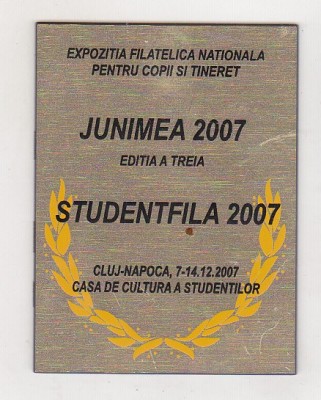 EXPOZITIA FILATELICA NATIONALA
PENTRU COPII SI TINERET
JUNIMEA 2007
EDITIA A TREIA
STUDENTFILA 2007
CLUJ-NAPOCA, 7-14.12.2007
CASA DE CULTURA A STUDENTILOR